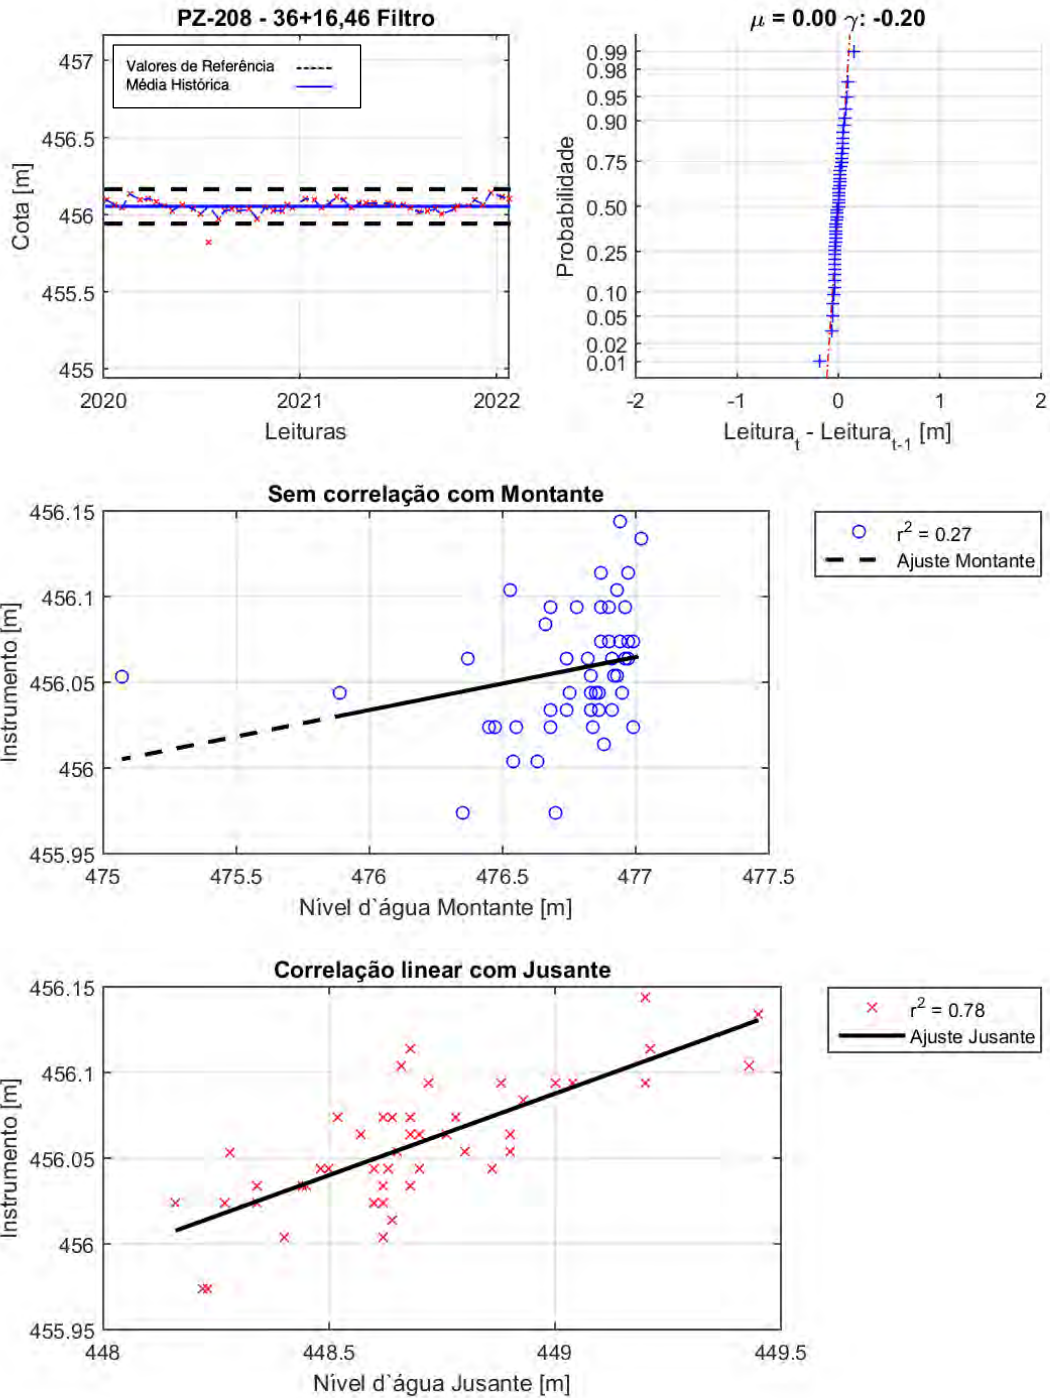 PZ-208 - 36+16,46 Filtro
457
456.5
456
455.5
455
Cota [m]
Valores de Referência
Média Histórica
2020
2021
2022
Leituras
μ = 0.00 γ: -0.20
0.99
0.98
0.95
0.90
0.75
0.50
0.25
0.10
0.05
0.02
0.01
Probabilidade
-2
-1
0
1
2
Leitura_t - Leitura_t-1 [m]
Sem correlação com Montante
456.15
456.1
456.05
456
455.95
Instrumento [m]
475
475.5
476
476.5
477
477.5
Nível d`água Montante [m]
r² = 0.27
Ajuste Montante
Correlação linear com Jusante
456.15
456.1
456.05
456
455.95
Instrumento [m]
448
448.5
449
449.5
Nível d`água Jusante [m]
r² = 0.78
Ajuste Jusante